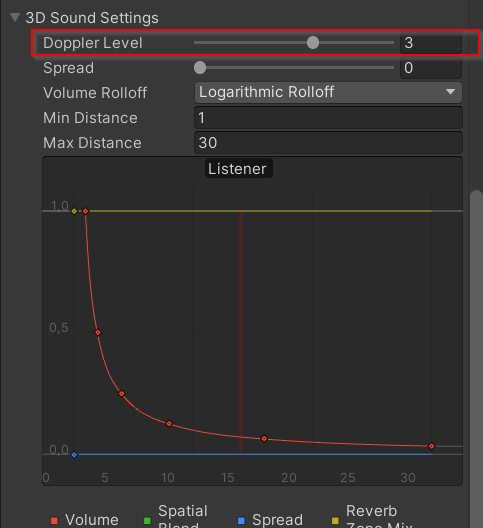 3D Sound Settings
Doppler Level 3
Spread 0
Volume Rolloff Logarithmic Rolloff
Min Distance 1
Max Distance 30
Listener
1,0
0,5
0,0
0 5 10 15 20 25 30
Volume Spatial Blend Spread Reverb Zone Mix